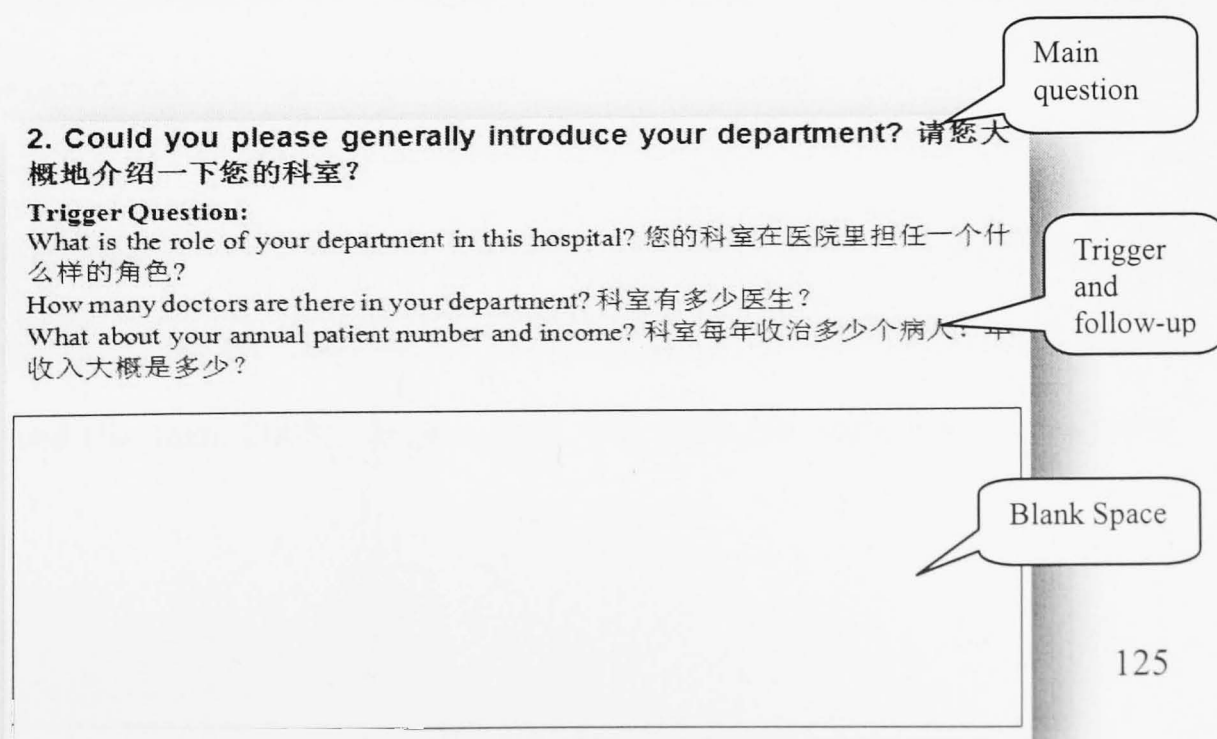 Main
question
2. Could you please generally introduce your department? 请您大
概地介绍一下您的科室?
Trigger Question:
What is the role of your department in this hospital? 您的科室在医院里担任一个什
么样的角色?
How many doctors are there in your department? 科室有多少医生?
What about your annual patient number and income? 科室每年收治多少个病人?
收入大概是多少?
Trigger
and
follow-up
Blank Space
125